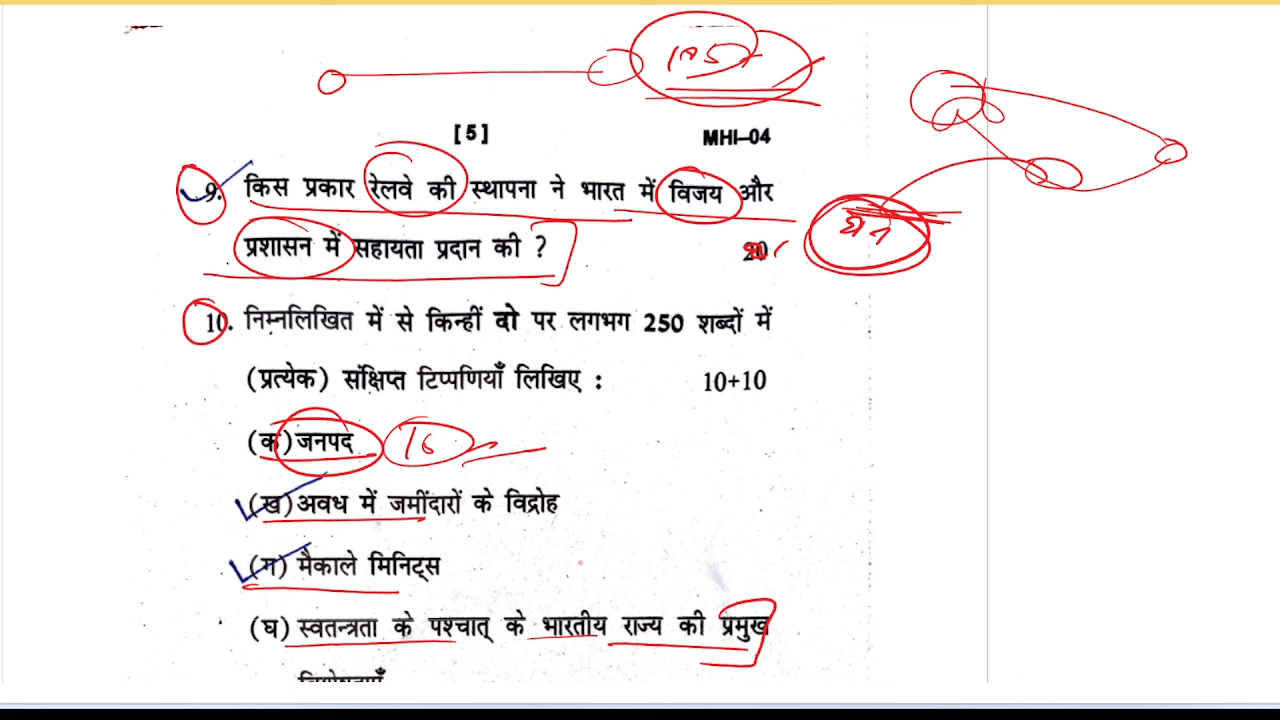 [5]
MHI–04
9. किस प्रकार रेलवे की स्थापना ने भारत में विजय और
प्रशासन में सहायता प्रदान की ? 20
10. निम्नलिखित में से किन्हीं दो पर लगभग 250 शब्दों में
(प्रत्येक) संक्षिप्त टिप्पणियाँ लिखिए : 10+10
(क) जनपद 16
(ख) अवध में जमींदारों के विद्रोह
(ग) मैकाले मिनिट्स
(घ) स्वतन्त्रता के पश्चात् के भारतीय राज्य की प्रमुख